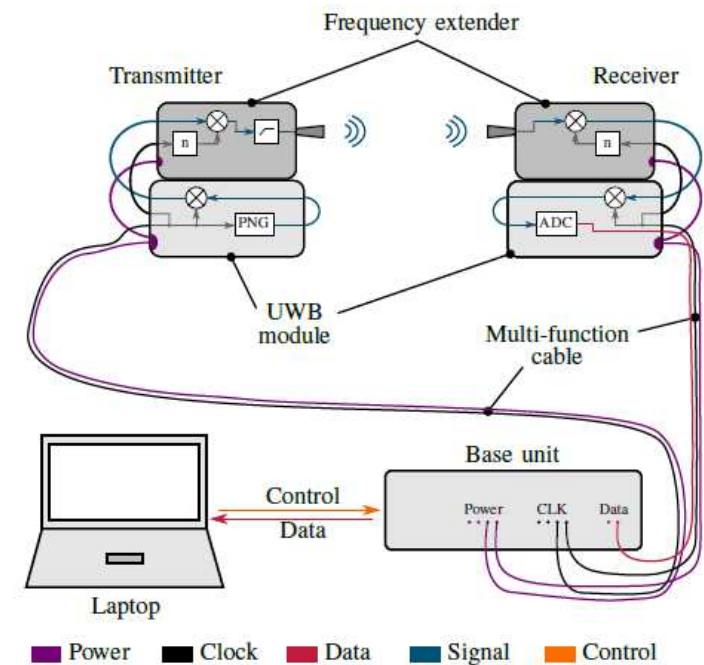 Frequency extender
Transmitter
Receiver
n
n
PNG
ADC
UWB
module
Multi-function
cable
Base unit
Power
CLK
Data
Control
Data
Laptop
Power
Clock
Data
Signal
Control